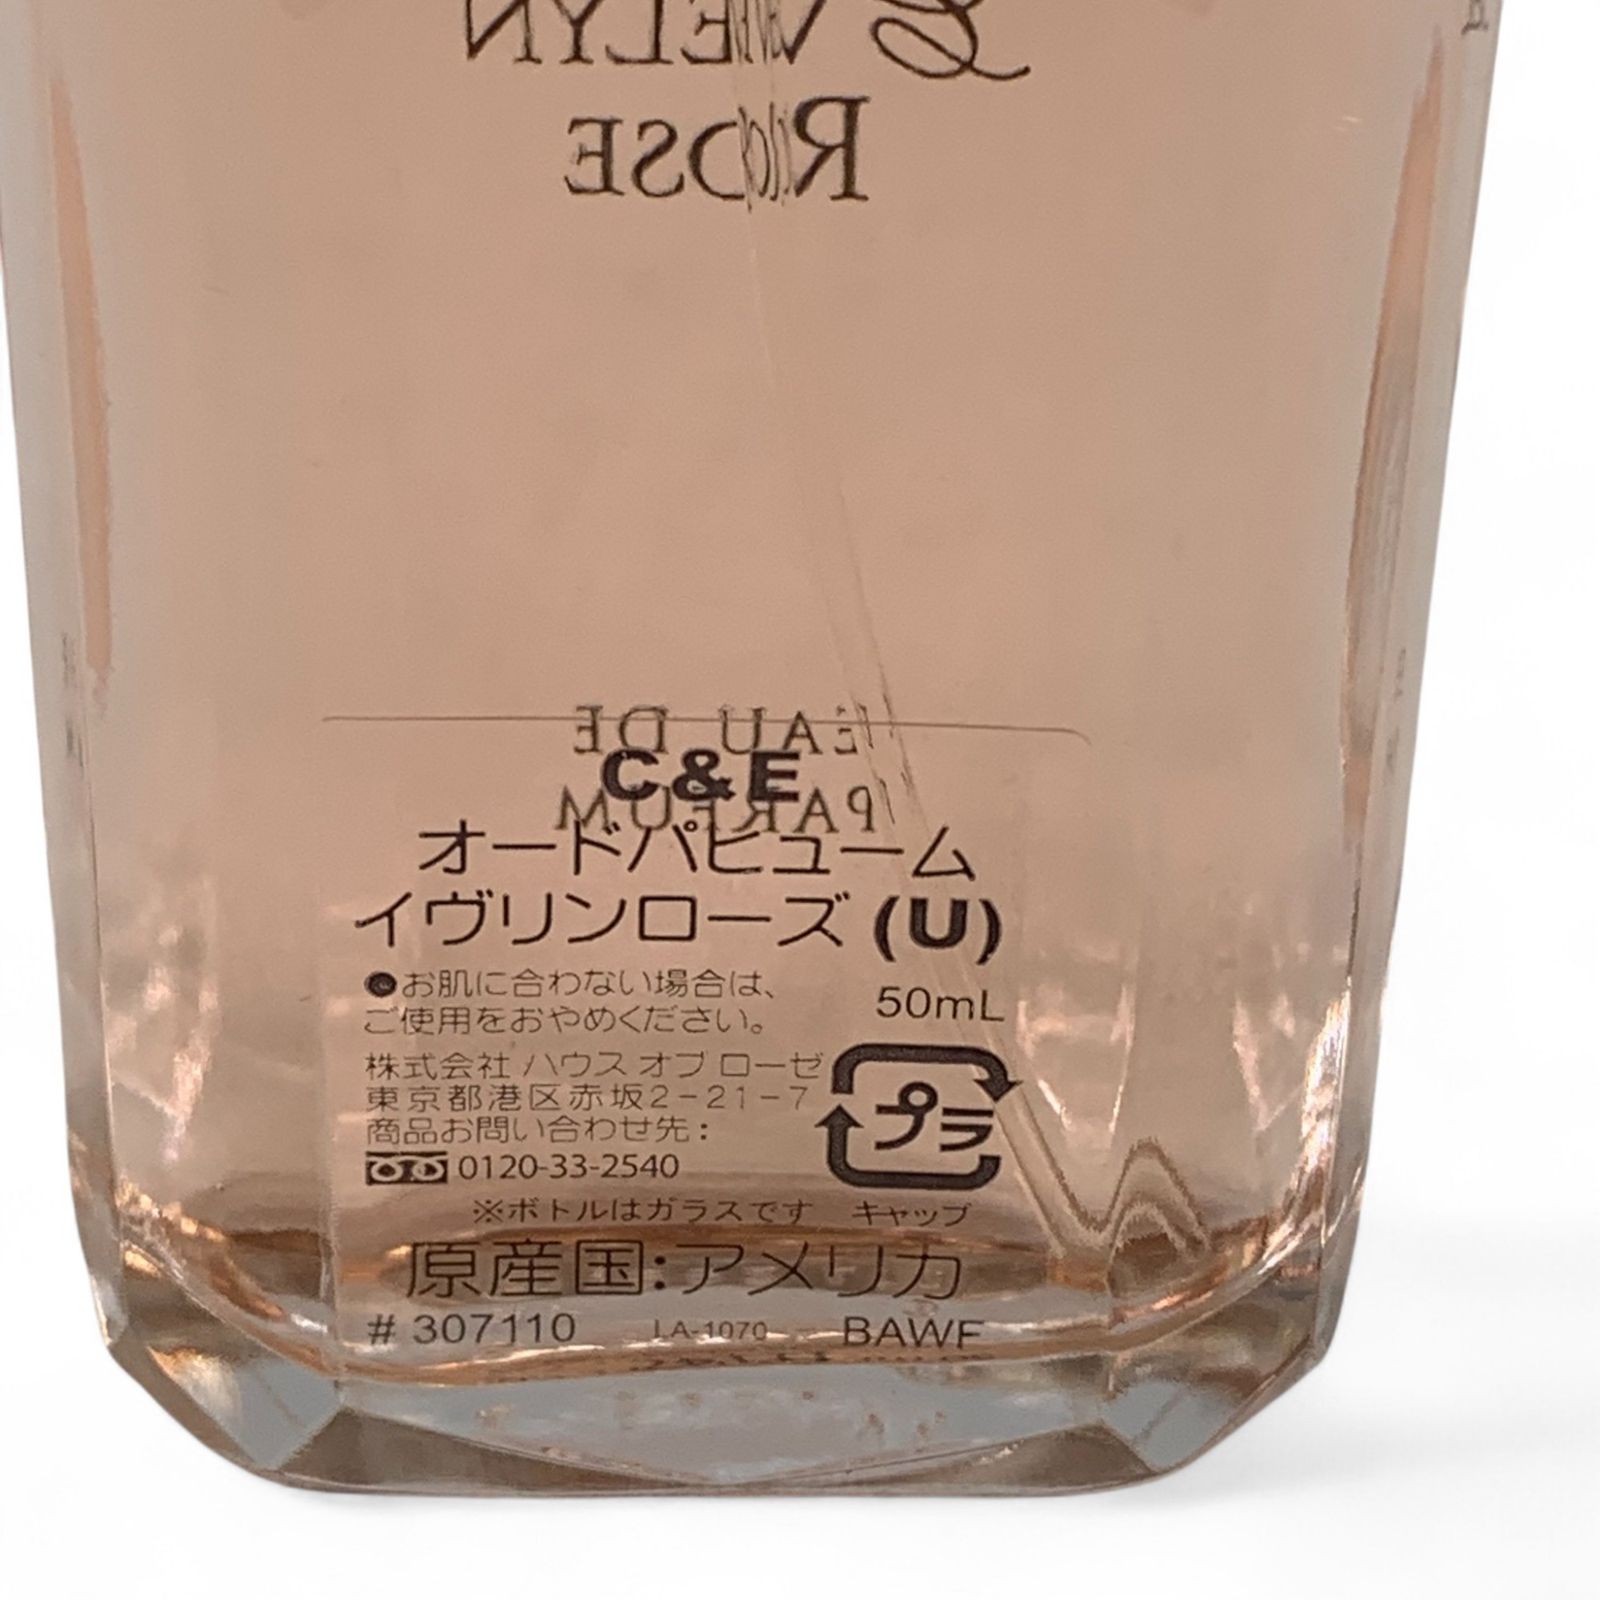 EVELYN
ROSE
EAU DE
PARFUM
C&E
オードパヒューム
イヴリンローズ (U)
●お肌に合わない場合は、
ご使用をおやめください。
50mL
株式会社 ハウス オブ ローゼ
東京都港区赤坂2-21-7
商品お問い合わせ先:
0120-33-2540
プラ
※ボトルはガラスです キャップ
原産国:アメリカ
# 307110 LA-1070 BAWF